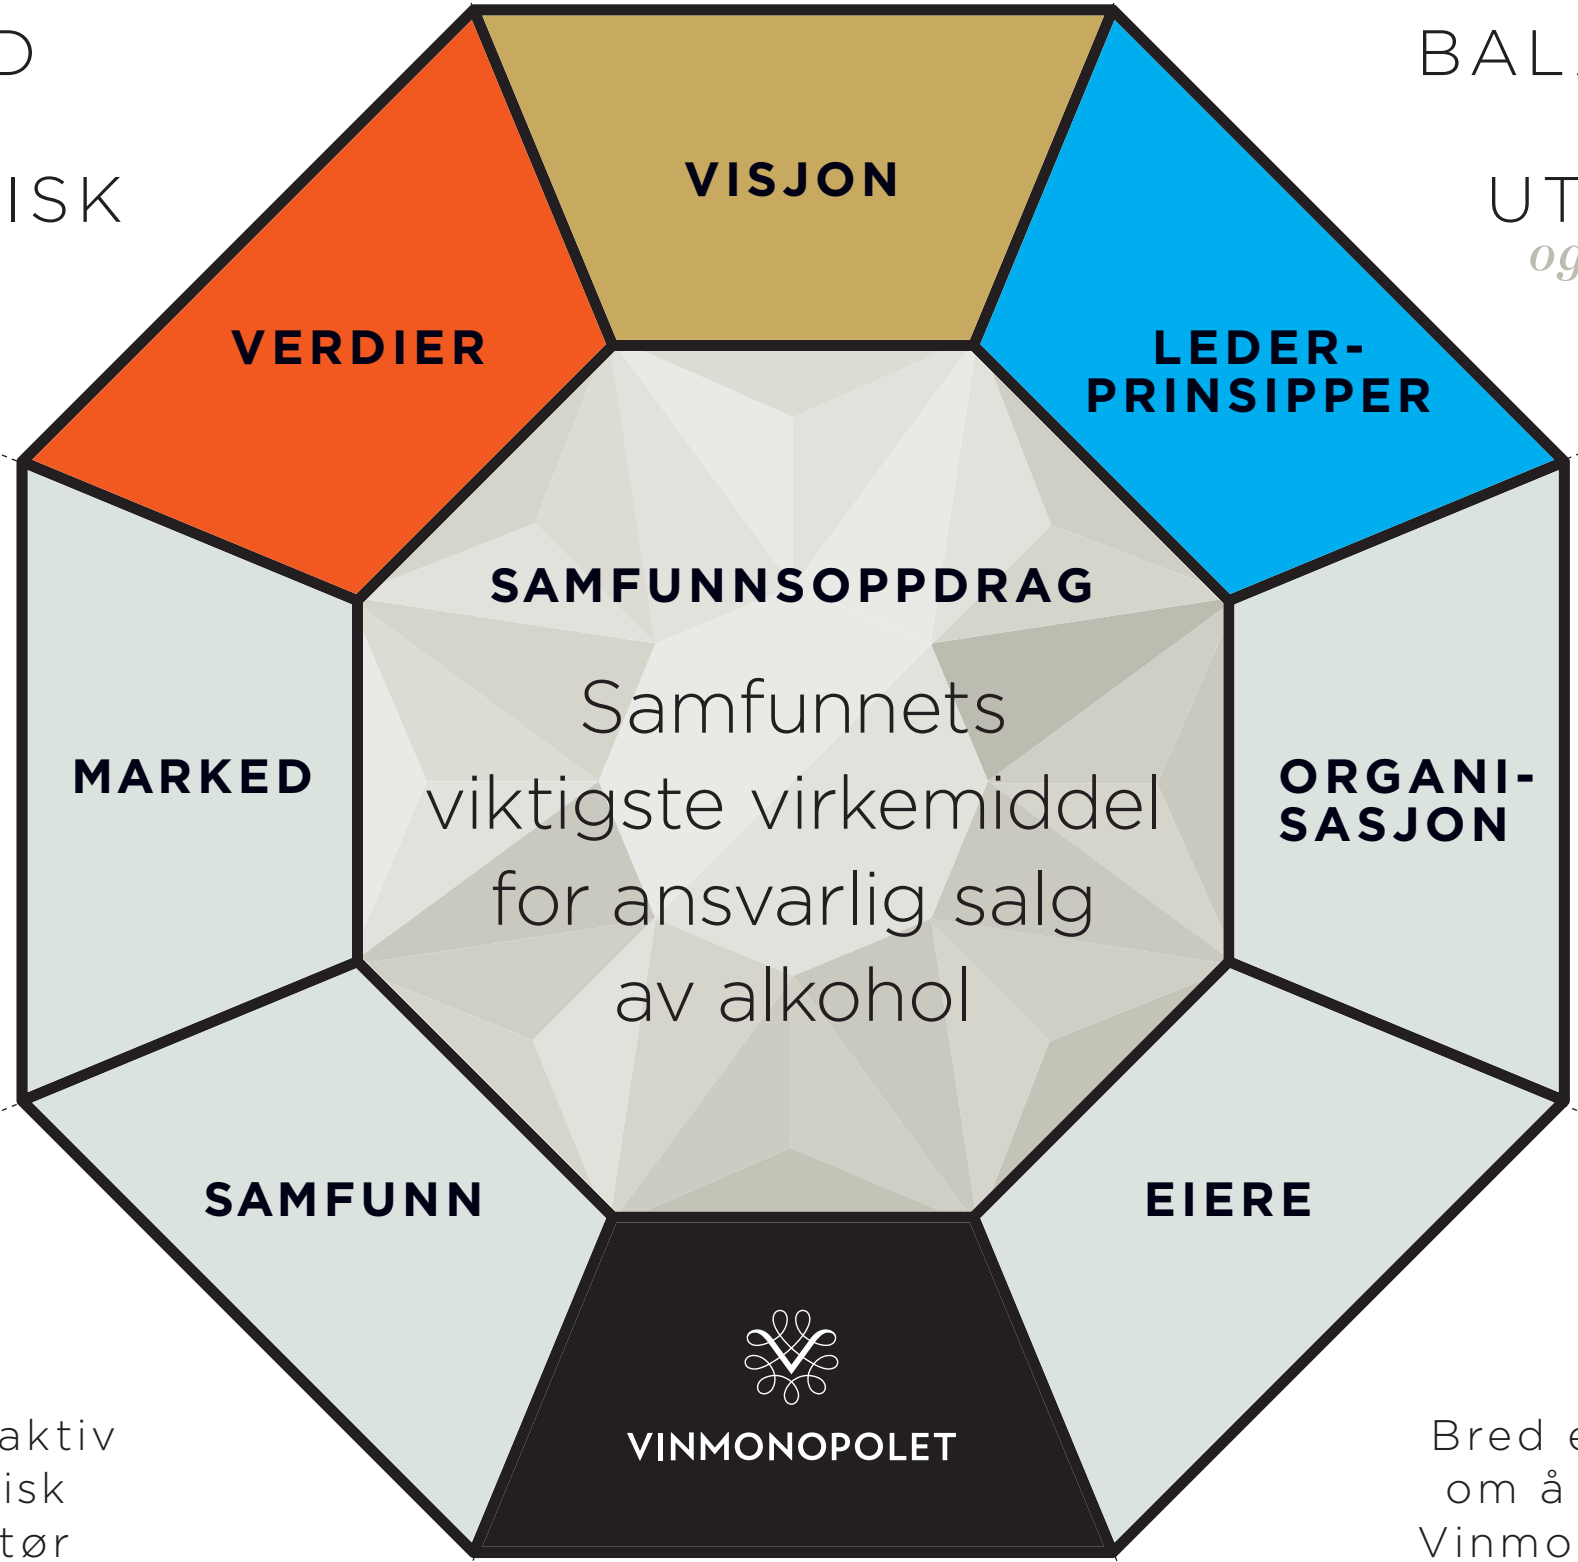 D
BAL
ISK
UT
og
VISJON
VERDIER
LEDER-
PRINSIPPER
SAMFUNNSOPPDRAG
Samfunnets
viktigste virkemiddel
for ansvarlig salg
av alkohol
MARKED
ORGANI-
SASJON
SAMFUNN
EIERE
VINMONOPOLET
aktiv
isk
tør
Bred e
om å
Vinmo